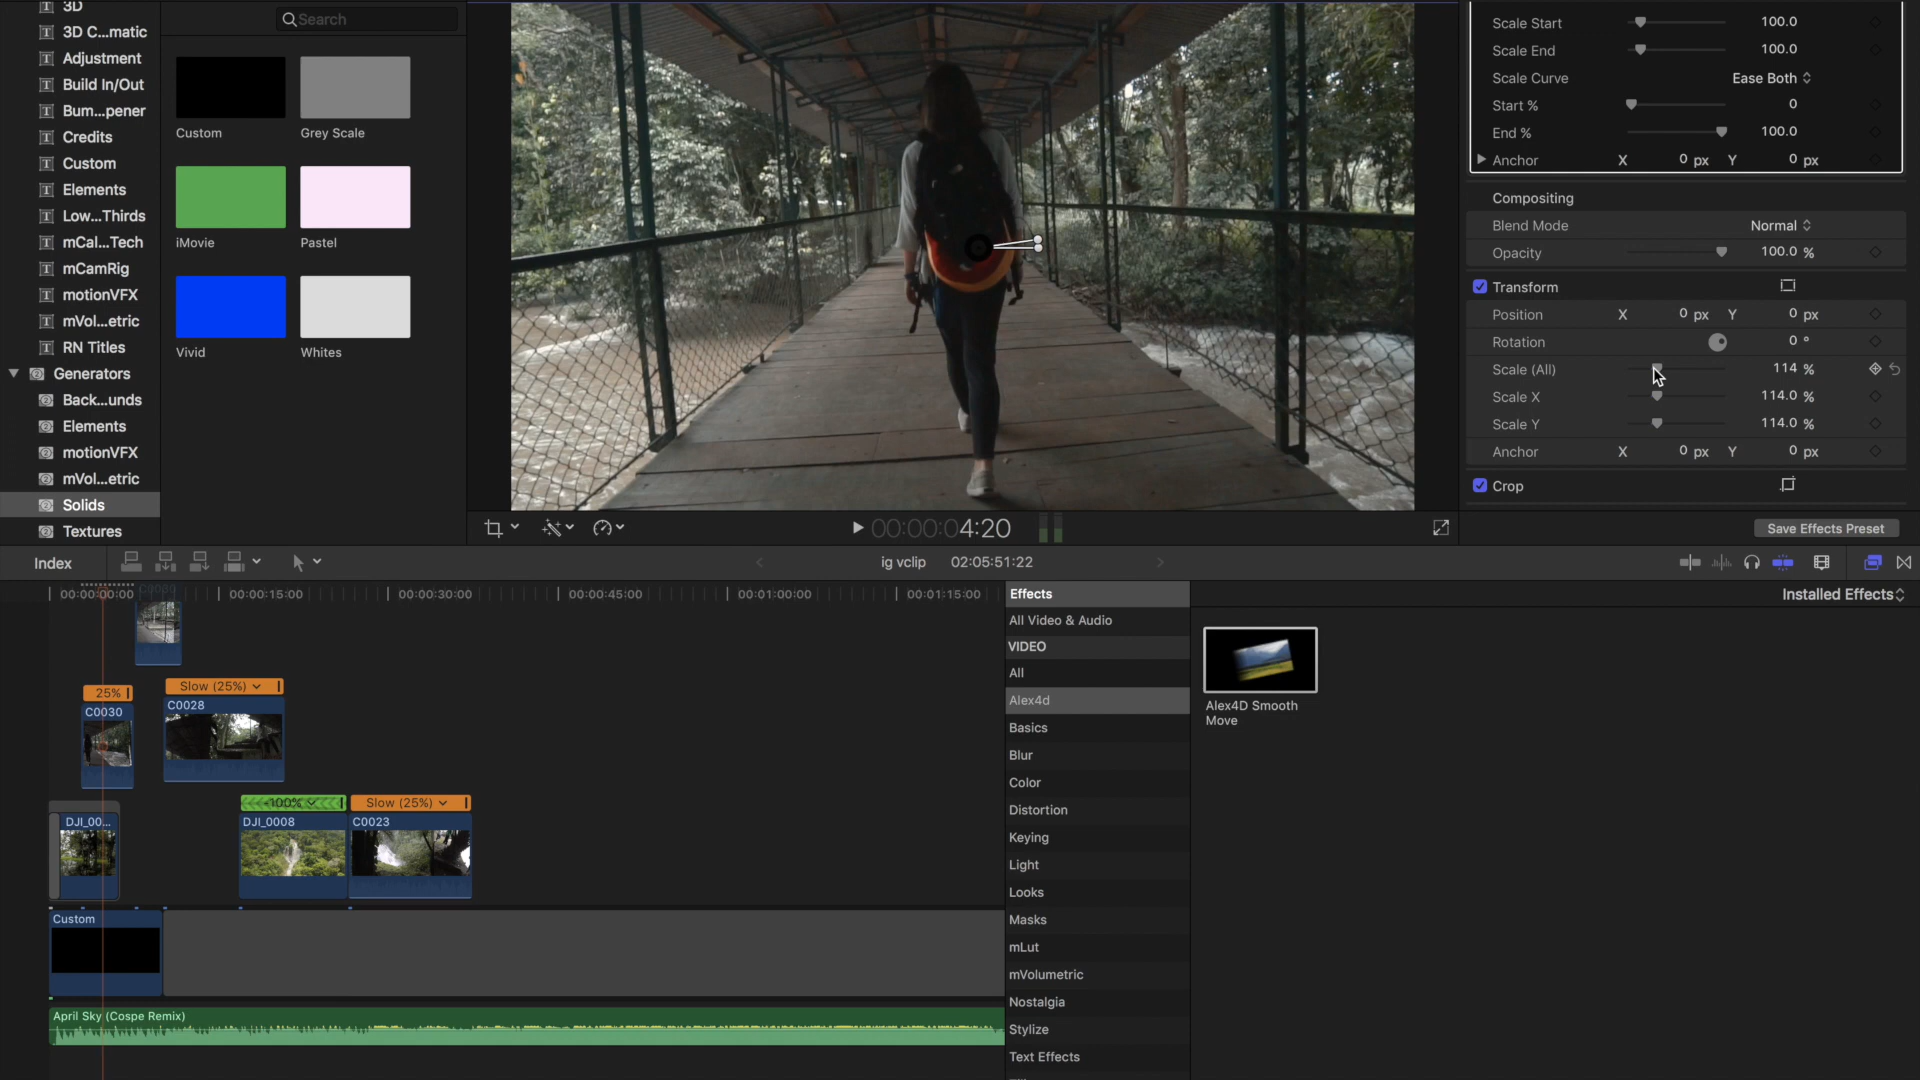 3D
3D C...matic
Adjustment
Build In/Out
Bum...pener
Credits
Custom
Elements
Low...Thirds
mCal...Tech
mCamRig
motionVFX
mVol...etric
RN Titles
Generators
Back...unds
Elements
motionVFX
mVol...etric
Solids
Textures
Search
Custom
Grey Scale
iMovie
Pastel
Vivid
Whites
Scale Start 100.0
Scale End 100.0
Scale Curve Ease Both
Start % 0
End % 100.0
Anchor X 0 px Y 0 px
Compositing
Blend Mode Normal
Opacity 100.0 %
Transform
Position X 0 px Y 0 px
Rotation 0 °
Scale (All) 114 %
Scale X 114.0 %
Scale Y 114.0 %
Anchor X 0 px Y 0 px
Crop
Save Effects Preset
00:00:04:20
Index
ig vclip 02:05:51:22
00:00:00:00 00:00:15:00 00:00:30:00 00:00:45:00 00:01:00:00 00:01:15:00
25%
C0030
Slow (25%)
C0028
DJI_00...
-100%
DJI_0008
Slow (25%)
C0023
Custom
April Sky (Cospe Remix)
Effects
All Video & Audio
VIDEO
All
Alex4d
Basics
Blur
Color
Distortion
Keying
Light
Looks
Masks
mLut
mVolumetric
Nostalgia
Stylize
Text Effects
Installed Effects
Alex4D Smooth
Move